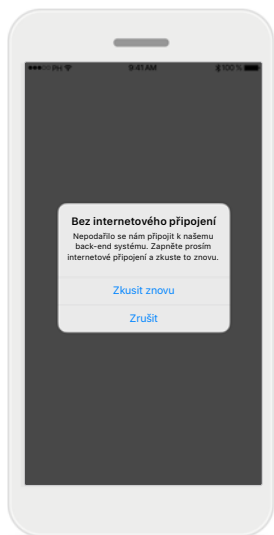 PH 9:41 AM 100 %
Bez internetového připojení
Nepodařilo se nám připojit k našemu
back-end systému. Zapněte prosím
internetové připojení a zkuste to znovu.
Zkusit znovu
Zrušit